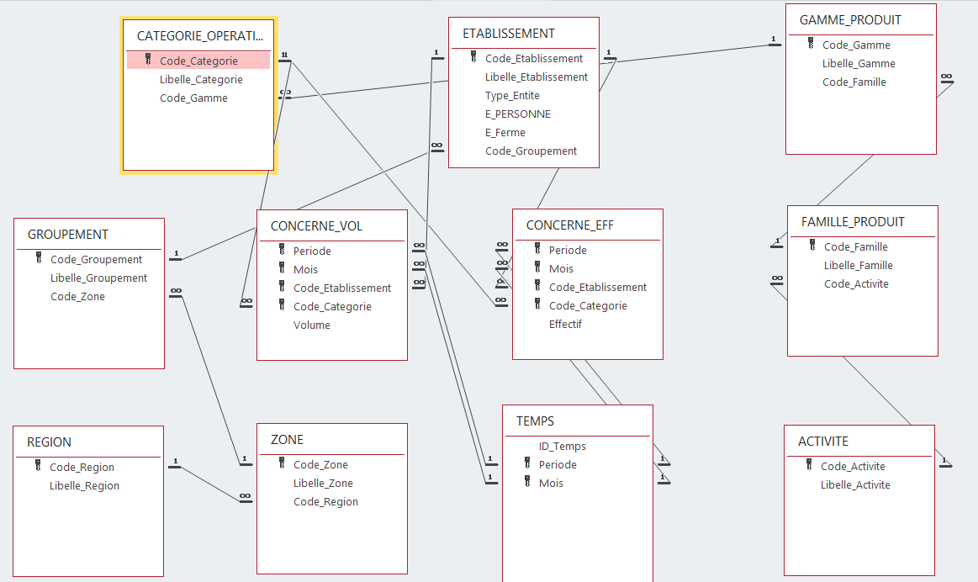 CATEGORIE_OPERATI...
Code_Categorie
Libelle_Categorie
Code_Gamme
ETABLISSEMENT
Code_Etablissement
Libelle_Etablissement
Type_Entite
E_PERSONNE
E_Ferme
Code_Groupement
GAMME_PRODUIT
Code_Gamme
Libelle_Gamme
Code_Famille
GROUPEMENT
Code_Groupement
Libelle_Groupement
Code_Zone
CONCERNE_VOL
Periode
Mois
Code_Etablissement
Code_Categorie
Volume
CONCERNE_EFF
Periode
Mois
Code_Etablissement
Code_Categorie
Effectif
FAMILLE_PRODUIT
Code_Famille
Libelle_Famille
Code_Activite
REGION
Code_Region
Libelle_Region
ZONE
Code_Zone
Libelle_Zone
Code_Region
TEMPS
ID_Temps
Periode
Mois
ACTIVITE
Code_Activite
Libelle_Activite